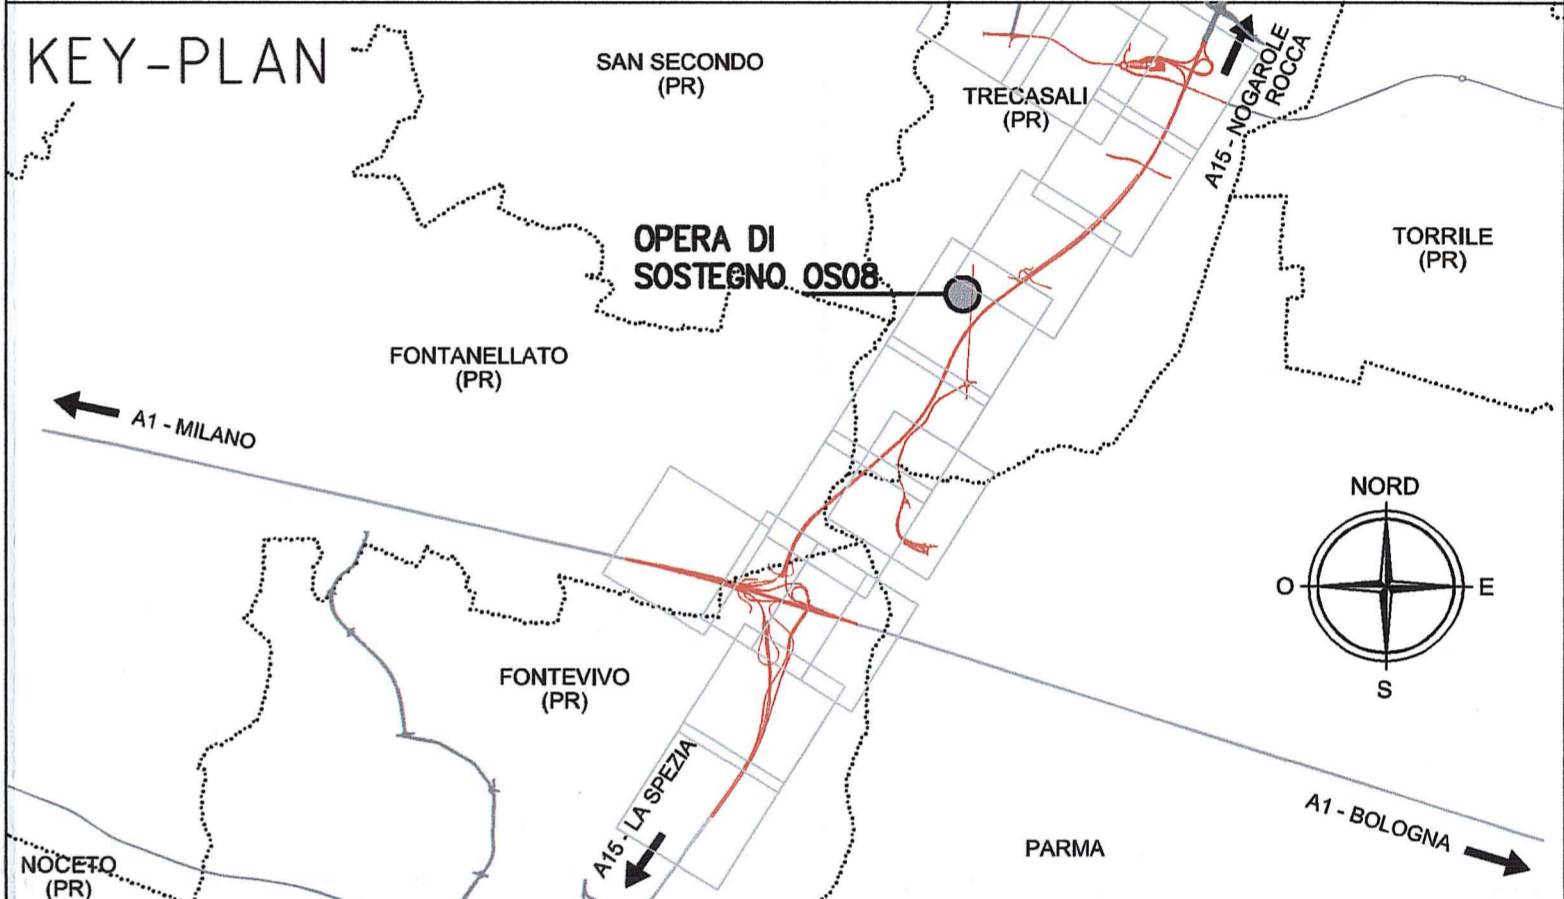 KEY-PLAN
SAN SECONDO
(PR)
TRECASALI
(PR)
A15 - NOGAROLE
ROCCA
TORRILE
(PR)
OPERA DI
SOSTEGNO OS08
FONTANELLATO
(PR)
A1 - MILANO
NORD
O
E
S
FONTEVIVO
(PR)
A15 - LA SPEZIA
A1 - BOLOGNA
PARMA
NOCETO
(PR)